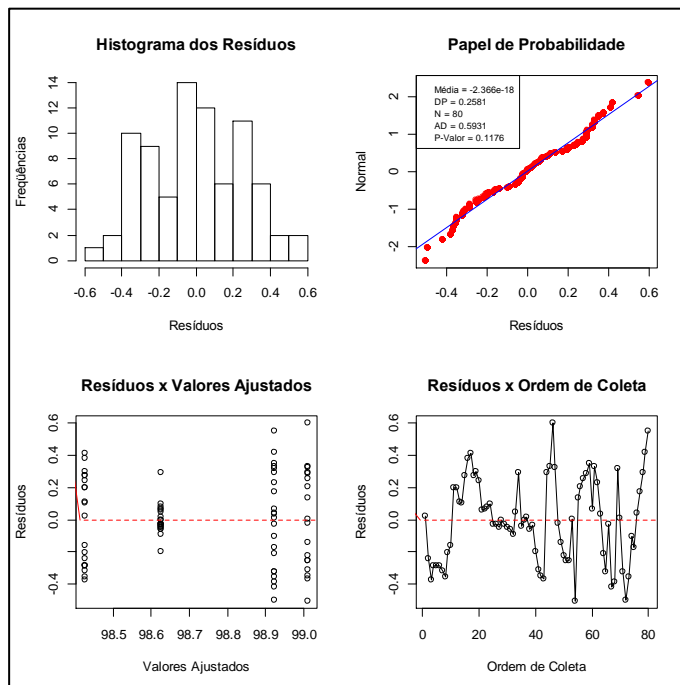 Histograma dos Resíduos
Freqüências
0 2 4 6 8 10 12 14
-0.6 -0.4 -0.2 0.0 0.2 0.4 0.6
Resíduos
Papel de Probabilidade
Média = -2.366e-18
DP = 0.2581
N = 80
AD = 0.5931
P-Valor = 0.1176
Normal
-2 -1 0 1 2
-0.4 -0.2 0.0 0.2 0.4 0.6
Resíduos
Resíduos x Valores Ajustados
Resíduos
-0.4 0.0 0.2 0.4 0.6
98.5 98.6 98.7 98.8 98.9 99.0
Valores Ajustados
Resíduos x Ordem de Coleta
Resíduos
-0.4 0.0 0.2 0.4 0.6
0 20 40 60 80
Ordem de Coleta